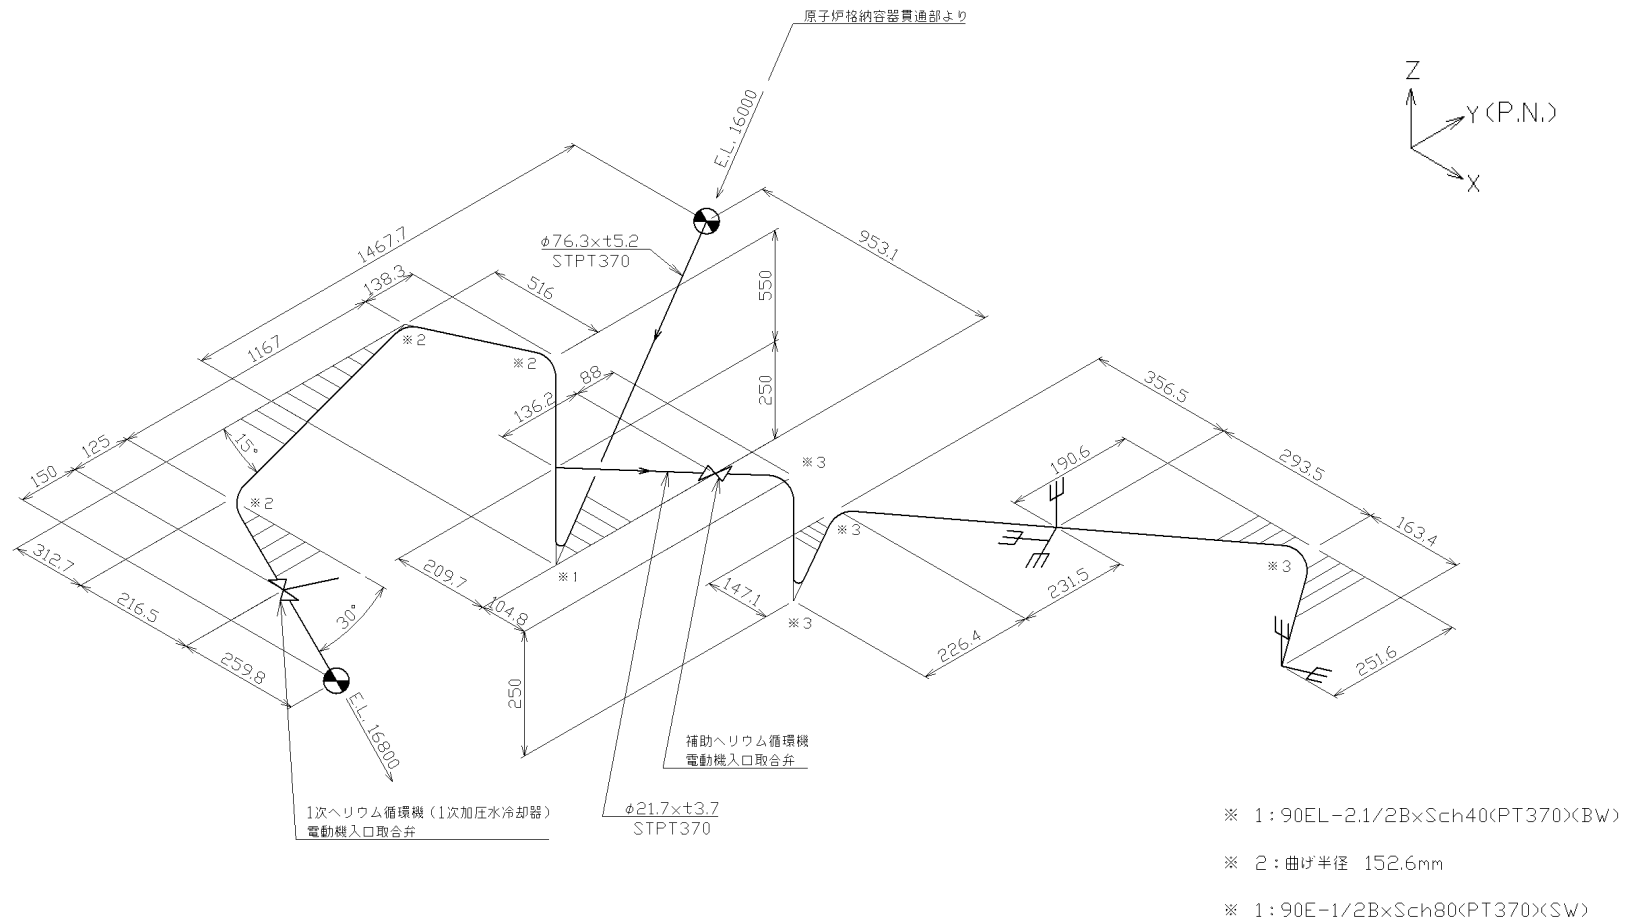 原子炉格納容器貫通部より
E.L. 16000
Z
Y(P.N.)
X
1467.7
138.3
516
1167
φ76.3×t5.2
STPT370
953.1
550
250
※2
※2
88
136.2
125
150
15°
※2
※3
356.5
293.5
163.4
190.6
※3
※3
312.7
216.5
259.8
30°
※1
209.7
104.8
147.1
※3
231.5
226.4
251.6
250
E.L. 16800
補助ヘリウム循環機
電動機入口取合弁
φ21.7×t3.7
STPT370
1次ヘリウム循環機（1次加圧水冷却器）
電動機入口取合弁
※ 1:90EL-2.1/2B×Sch40(PT370)(BW)
※ 2:曲げ半径 152.6mm
※ 1:90E-1/2B×Sch80(PT370)(SW)